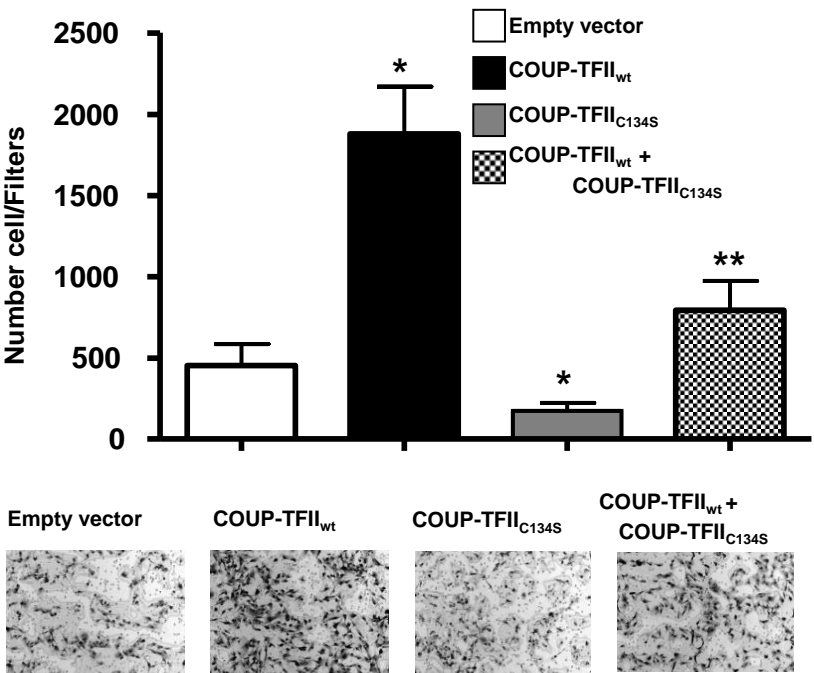 Number cell/Filters
2500
2000
1500
1000
500
0
*
*
**
Empty vector
COUP-TFIIwt
COUP-TFIIC134S
COUP-TFIIwt +
COUP-TFIIC134S
Empty vector
COUP-TFIIwt
COUP-TFIIC134S
COUP-TFIIwt +
COUP-TFIIC134S